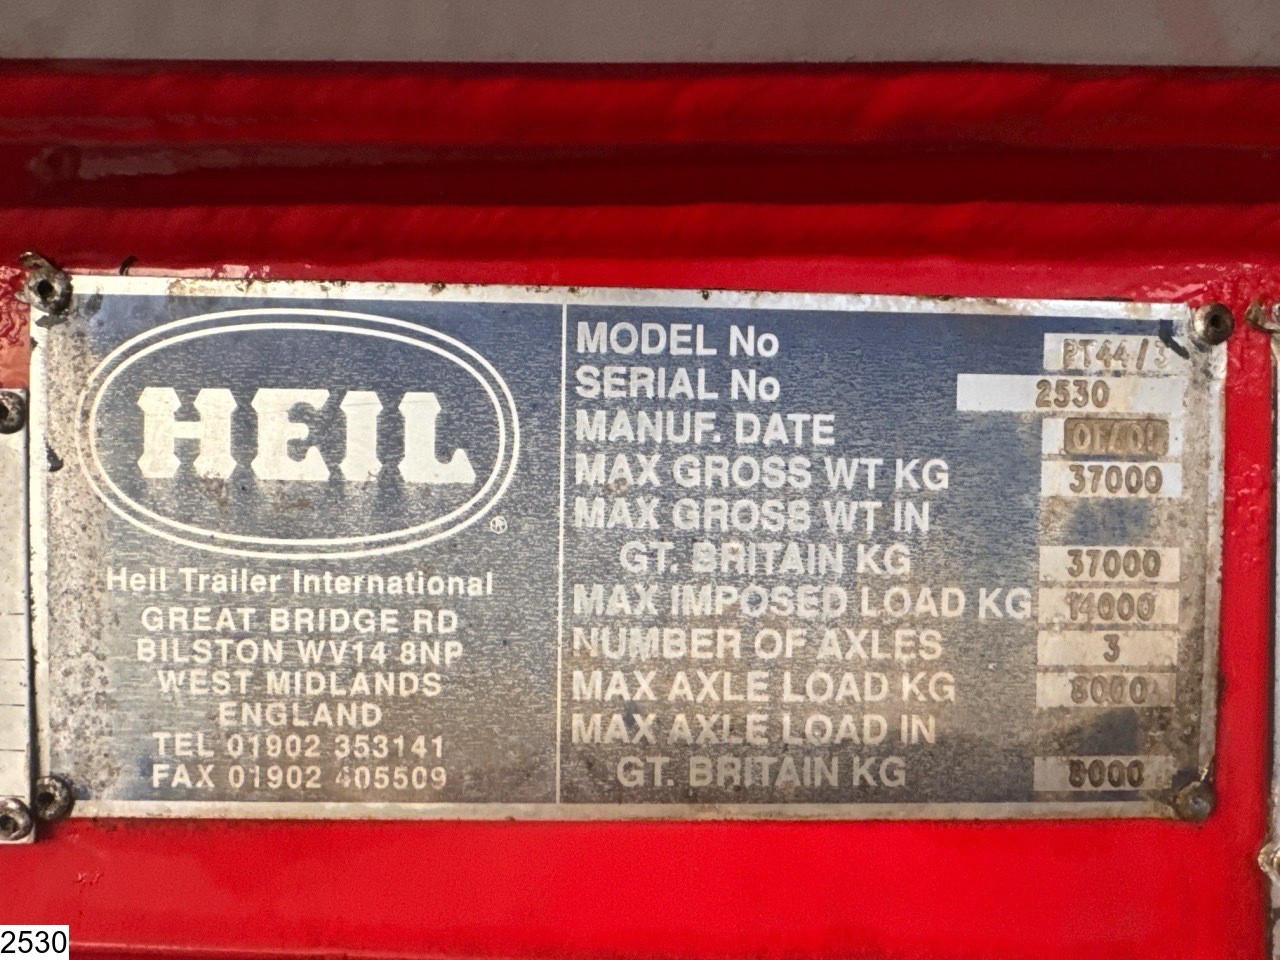 HEIL
®
Heil Trailer International
GREAT BRIDGE RD
BILSTON WV14 8NP
WEST MIDLANDS
ENGLAND
TEL 01902 353141
FAX 01902 405509
MODEL No PT44/3
SERIAL No 2530
MANUF. DATE
MAX GROSS WT KG 37000
MAX GROSS WT IN
GT. BRITAIN KG 37000
MAX IMPOSED LOAD KG 14000
NUMBER OF AXLES 3
MAX AXLE LOAD KG 8000
MAX AXLE LOAD IN
GT. BRITAIN KG 8000
2530